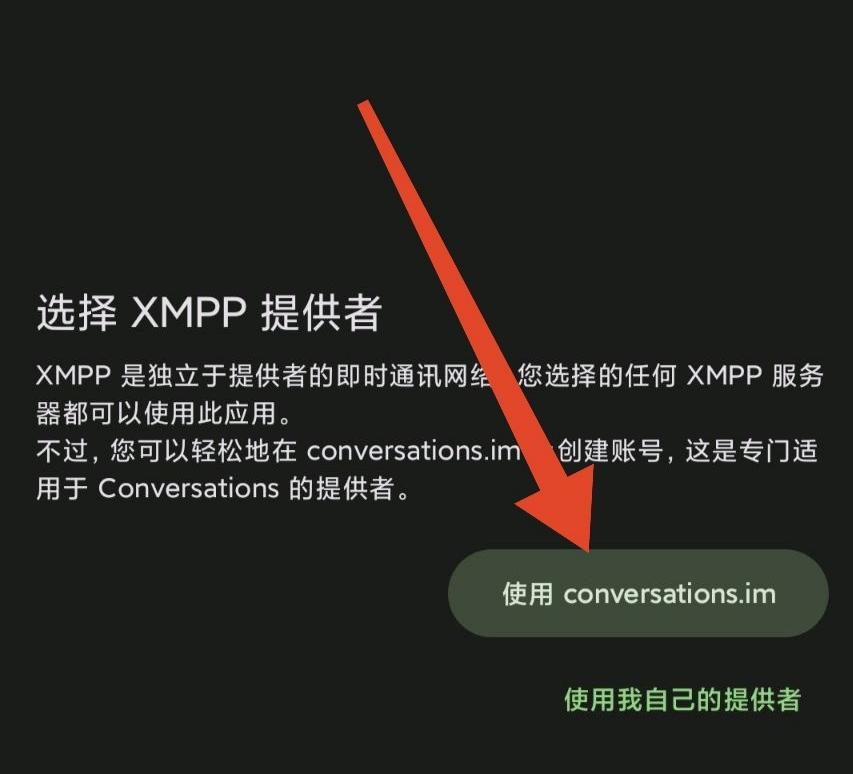 选择 XMPP 提供者
XMPP 是独立于提供者的即时通讯网络 您选择的任何 XMPP 服务
器都可以使用此应用。
不过，您可以轻松地在 conversations.im 创建账号，这是专门适
用于 Conversations 的提供者。
使用 conversations.im
使用我自己的提供者